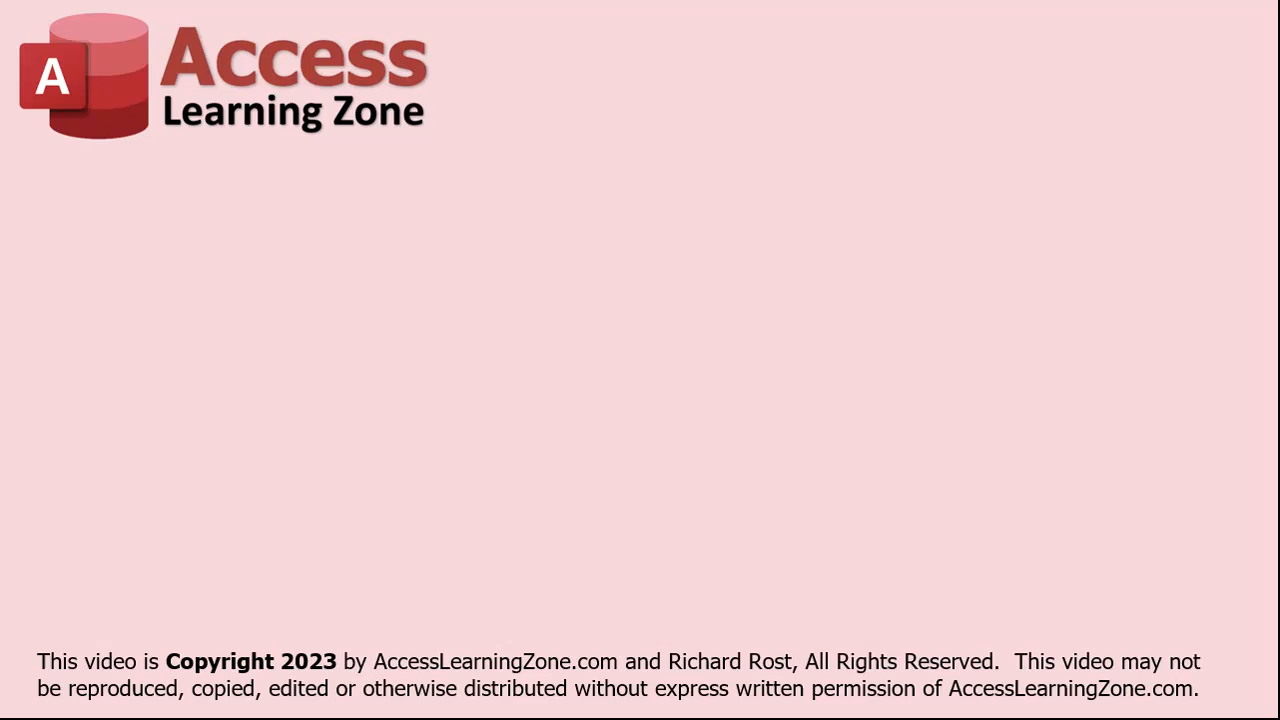 A
Access
Learning Zone
This video is Copyright 2023 by AccessLearningZone.com and Richard Rost, All Rights Reserved.  This video may not
be reproduced, copied, edited or otherwise distributed without express written permission of AccessLearningZone.com.